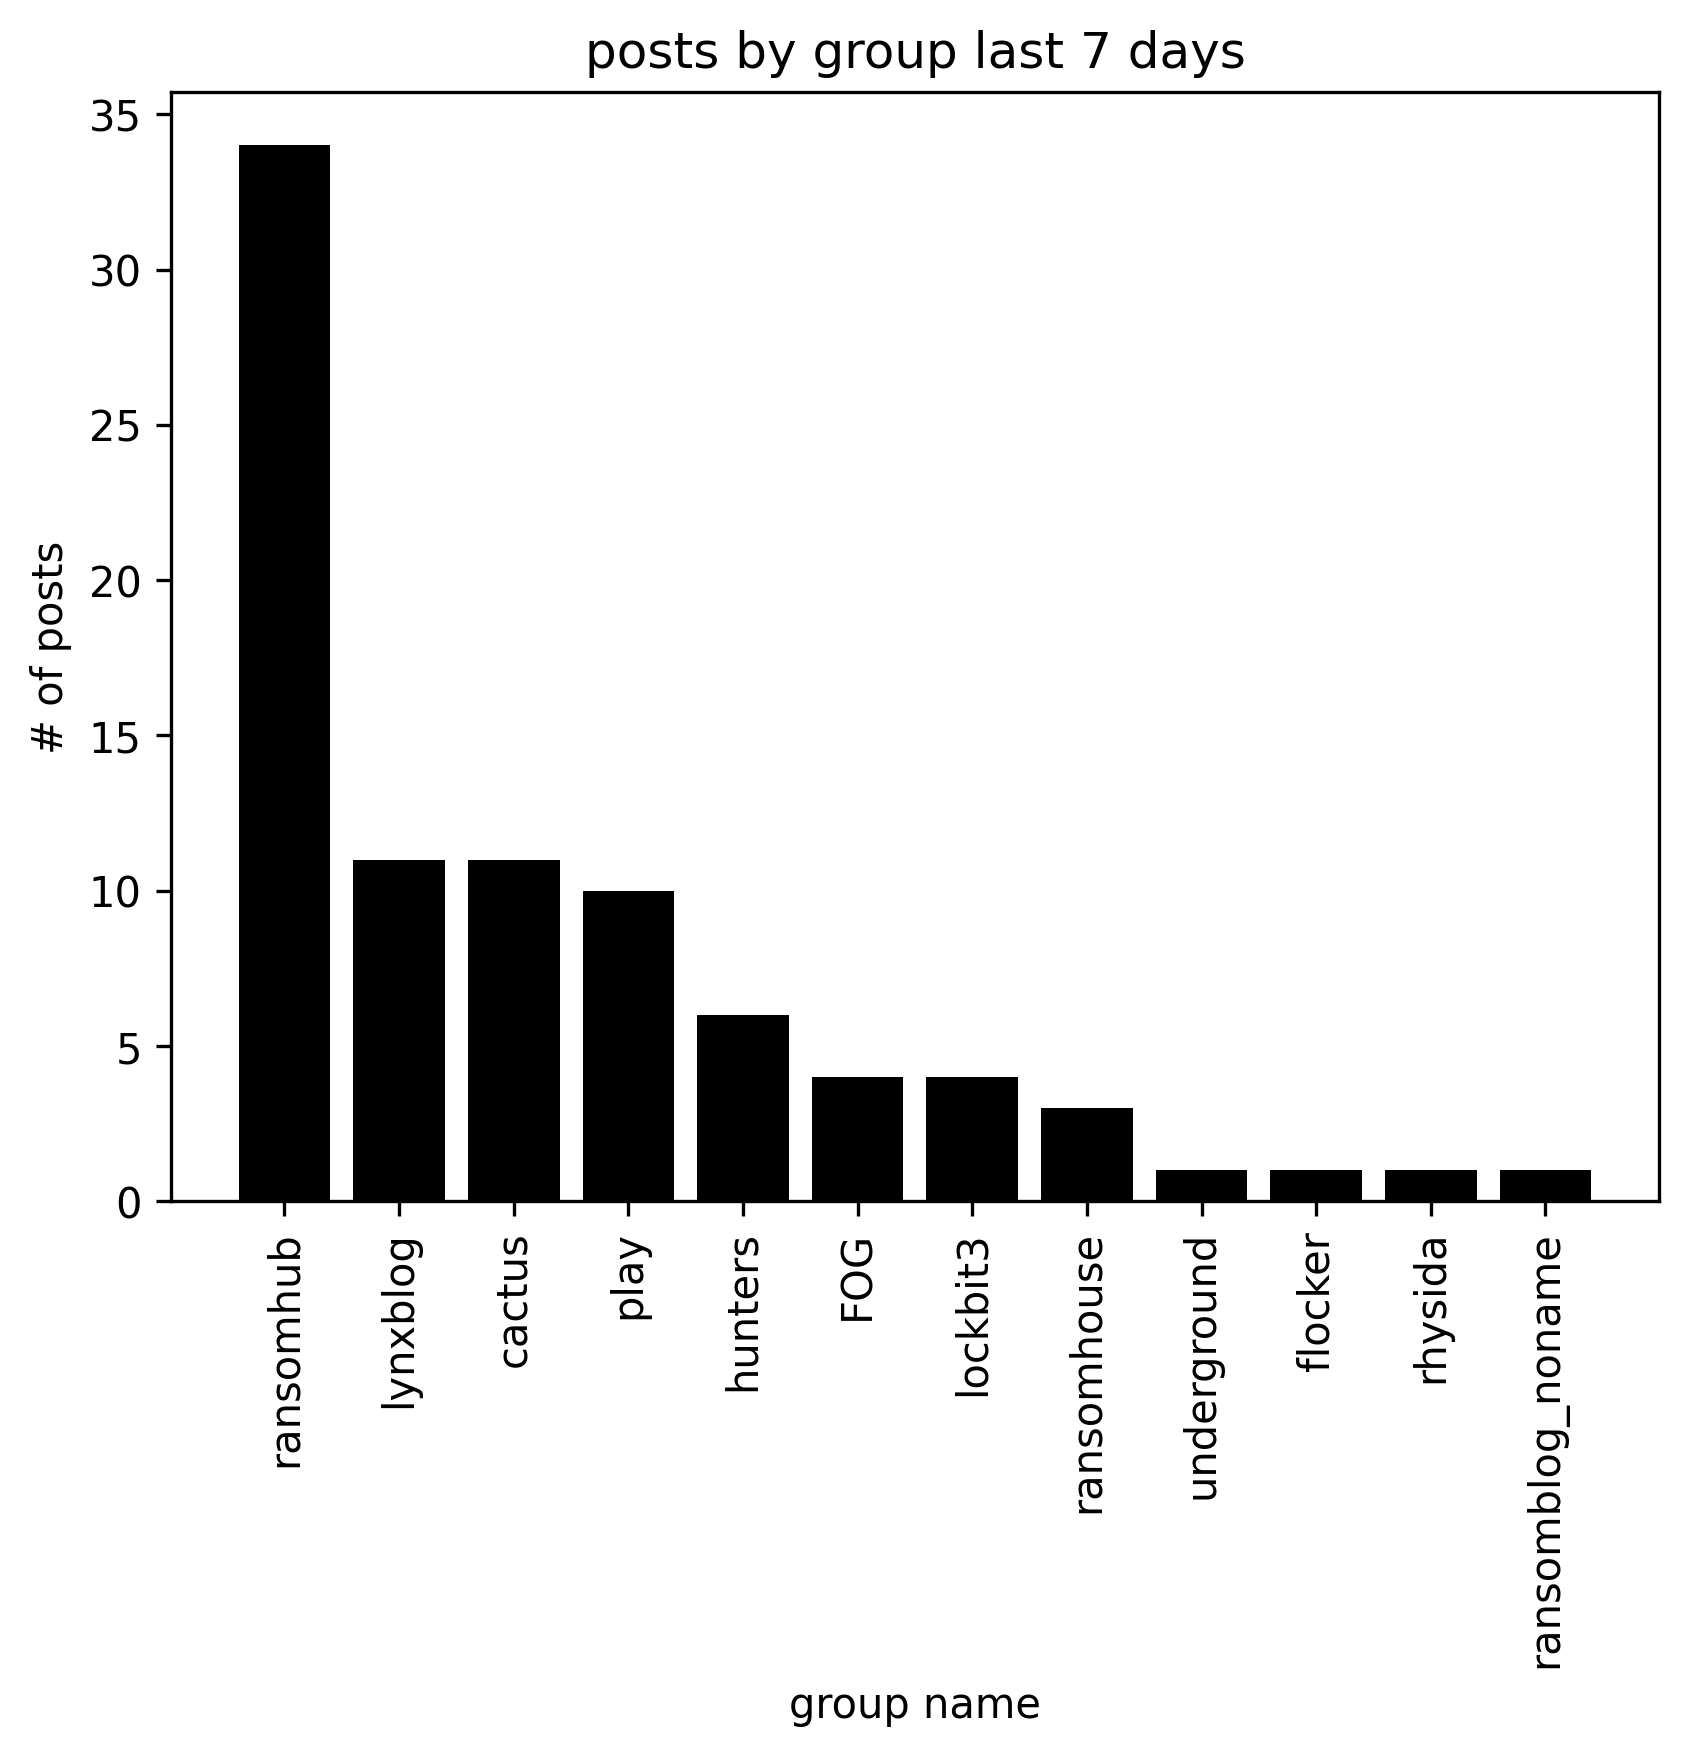 posts by group last 7 days
# of posts
35
30
25
20
15
10
5
0
ransomhub
lynxblog
cactus
play
hunters
FOG
lockbit3
ransomhouse
underground
flocker
rhysida
ransomblog_noname
group name